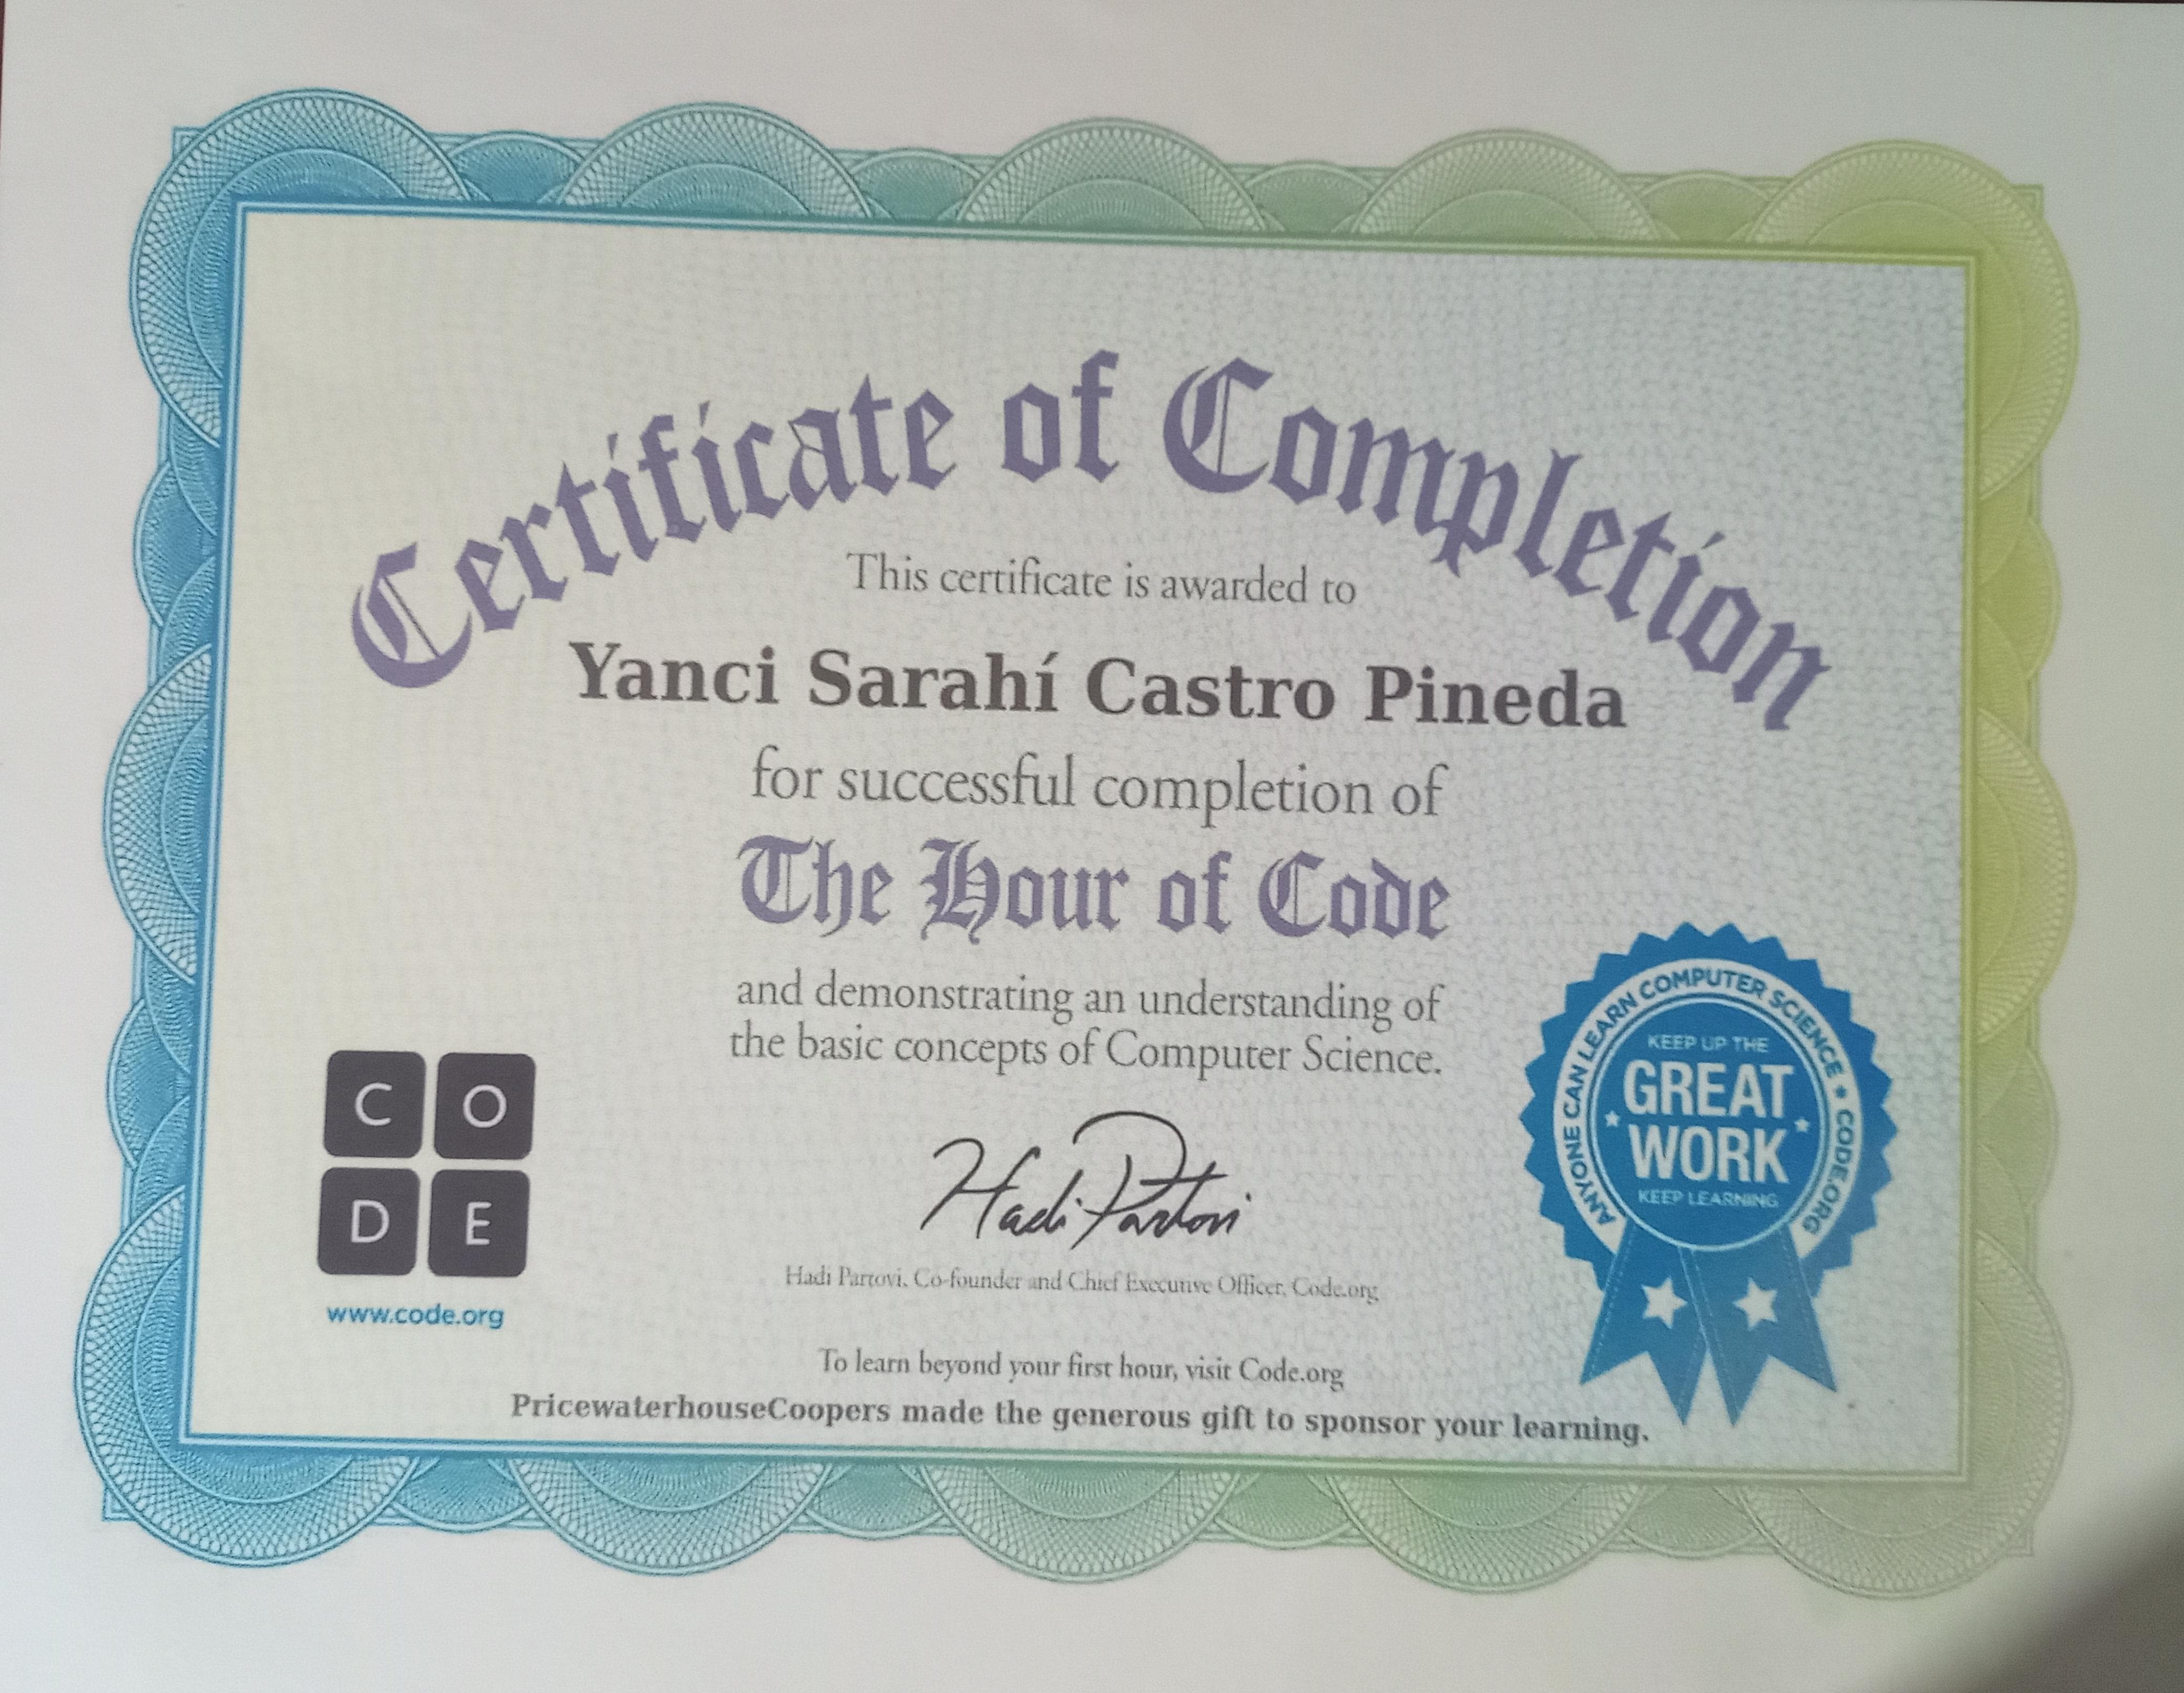 Certificate of Completion
This certificate is awarded to
Yanci Sarahí Castro Pineda
for successful completion of
The Hour of Code
and demonstrating an understanding of
the basic concepts of Computer Science.
C O
D E
www.code.org
Hadi Partovi
Hadi Partovi, Co-founder and Chief Executive Officer, Code.org
ANYONE CAN LEARN COMPUTER SCIENCE • CODE.ORG
KEEP UP THE
GREAT
WORK
KEEP LEARNING
To learn beyond your first hour, visit Code.org
PricewaterhouseCoopers made the generous gift to sponsor your learning.